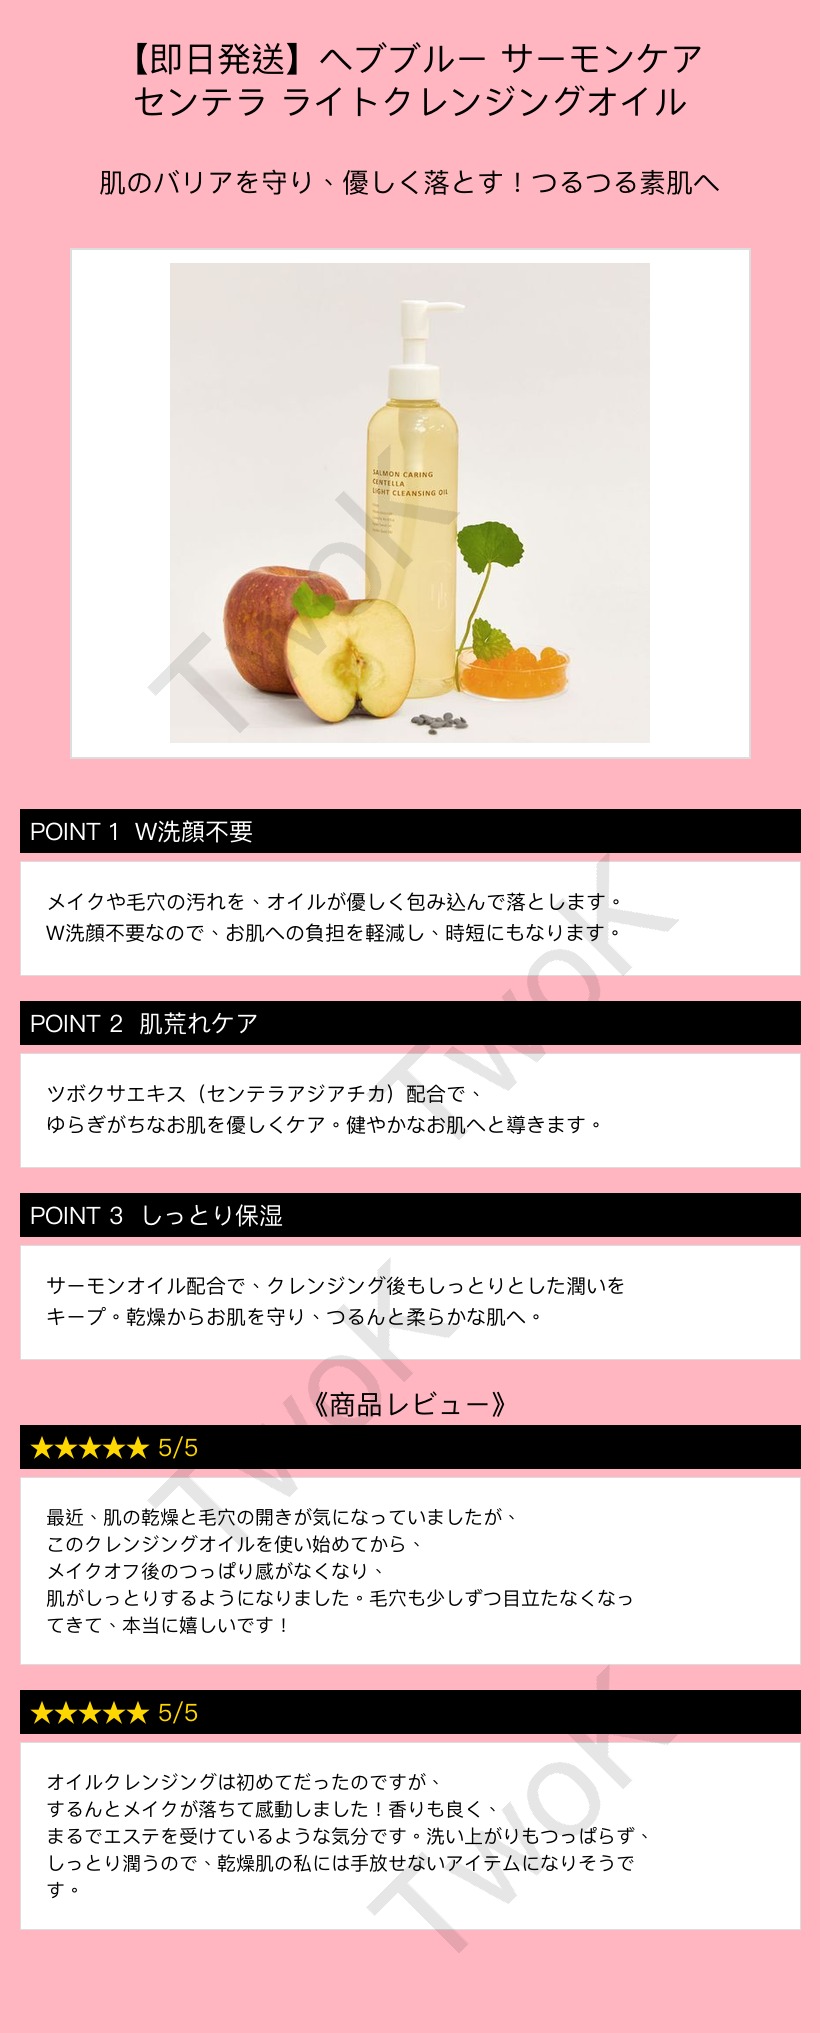 【即日発送】ヘブブルー サーモンケア
センテラ ライトクレンジングオイル
肌のバリアを守り、優しく落とす！つるつる素肌へ
SALMON CARING
CENTELLA
LIGHT CLEANSING OIL
TwoK
POINT 1 W洗顔不要
メイクや毛穴の汚れを、オイルが優しく包み込んで落とします。
W洗顔不要なので、お肌への負担を軽減し、時短にもなります。
TwoK
POINT 2 肌荒れケア
ツボクサエキス（センテラアジアチカ）配合で、
ゆらぎがちなお肌を優しくケア。健やかなお肌へと導きます。
POINT 3 しっとり保湿
サーモンオイル配合で、クレンジング後もしっとりとした潤いを
キープ。乾燥からお肌を守り、つるんと柔らかな肌へ。
TwoK
《商品レビュー》
★★★★★ 5/5
最近、肌の乾燥と毛穴の開きが気になっていましたが、
このクレンジングオイルを使い始めてから、
メイクオフ後のつっぱり感がなくなり、
肌がしっとりするようになりました。毛穴も少しずつ目立たなくなっ
てきて、本当に嬉しいです！
★★★★★ 5/5
オイルクレンジングは初めてだったのですが、
するんとメイクが落ちて感動しました！香りも良く、
まるでエステを受けているような気分です。洗い上がりもつっぱらず、
しっとり潤うので、乾燥肌の私には手放せないアイテムになりそうで
す。
TwoK